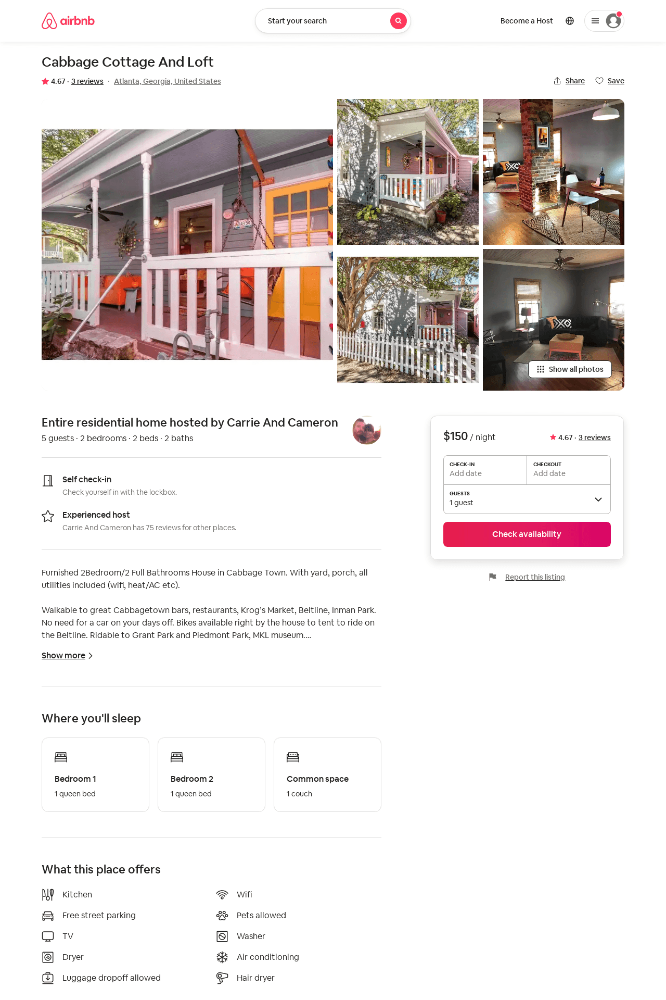 airbnb
Start your search
Become a Host
Cabbage Cottage And Loft
4.67 · 3 reviews · Atlanta, Georgia, United States
Share
Save
Show all photos
Entire residential home hosted by Carrie And Cameron
5 guests · 2 bedrooms · 2 beds · 2 baths
$150 / night
4.67 · 3 reviews
CHECK-IN
Add date
CHECKOUT
Add date
GUESTS
1 guest
Check availability
Report this listing
Self check-in
Check yourself in with the lockbox.
Experienced host
Carrie And Cameron has 75 reviews for other places.
Furnished 2Bedroom/2 Full Bathrooms House in Cabbage Town. With yard, porch, all
utilities included (wifi, heat/AC etc).
Walkable to great Cabbagetown bars, restaurants, Krog’s Market, Beltline, Inman Park.
No need for a car on your days off. Bikes available right by the house to tent to ride on
the Beltline. Ridable to Grant Park and Piedmont Park, MKL museum.…
Show more
Where you'll sleep
Bedroom 1
1 queen bed
Bedroom 2
1 queen bed
Common space
1 couch
What this place offers
Kitchen
Wifi
Free street parking
Pets allowed
TV
Washer
Dryer
Air conditioning
Luggage dropoff allowed
Hair dryer